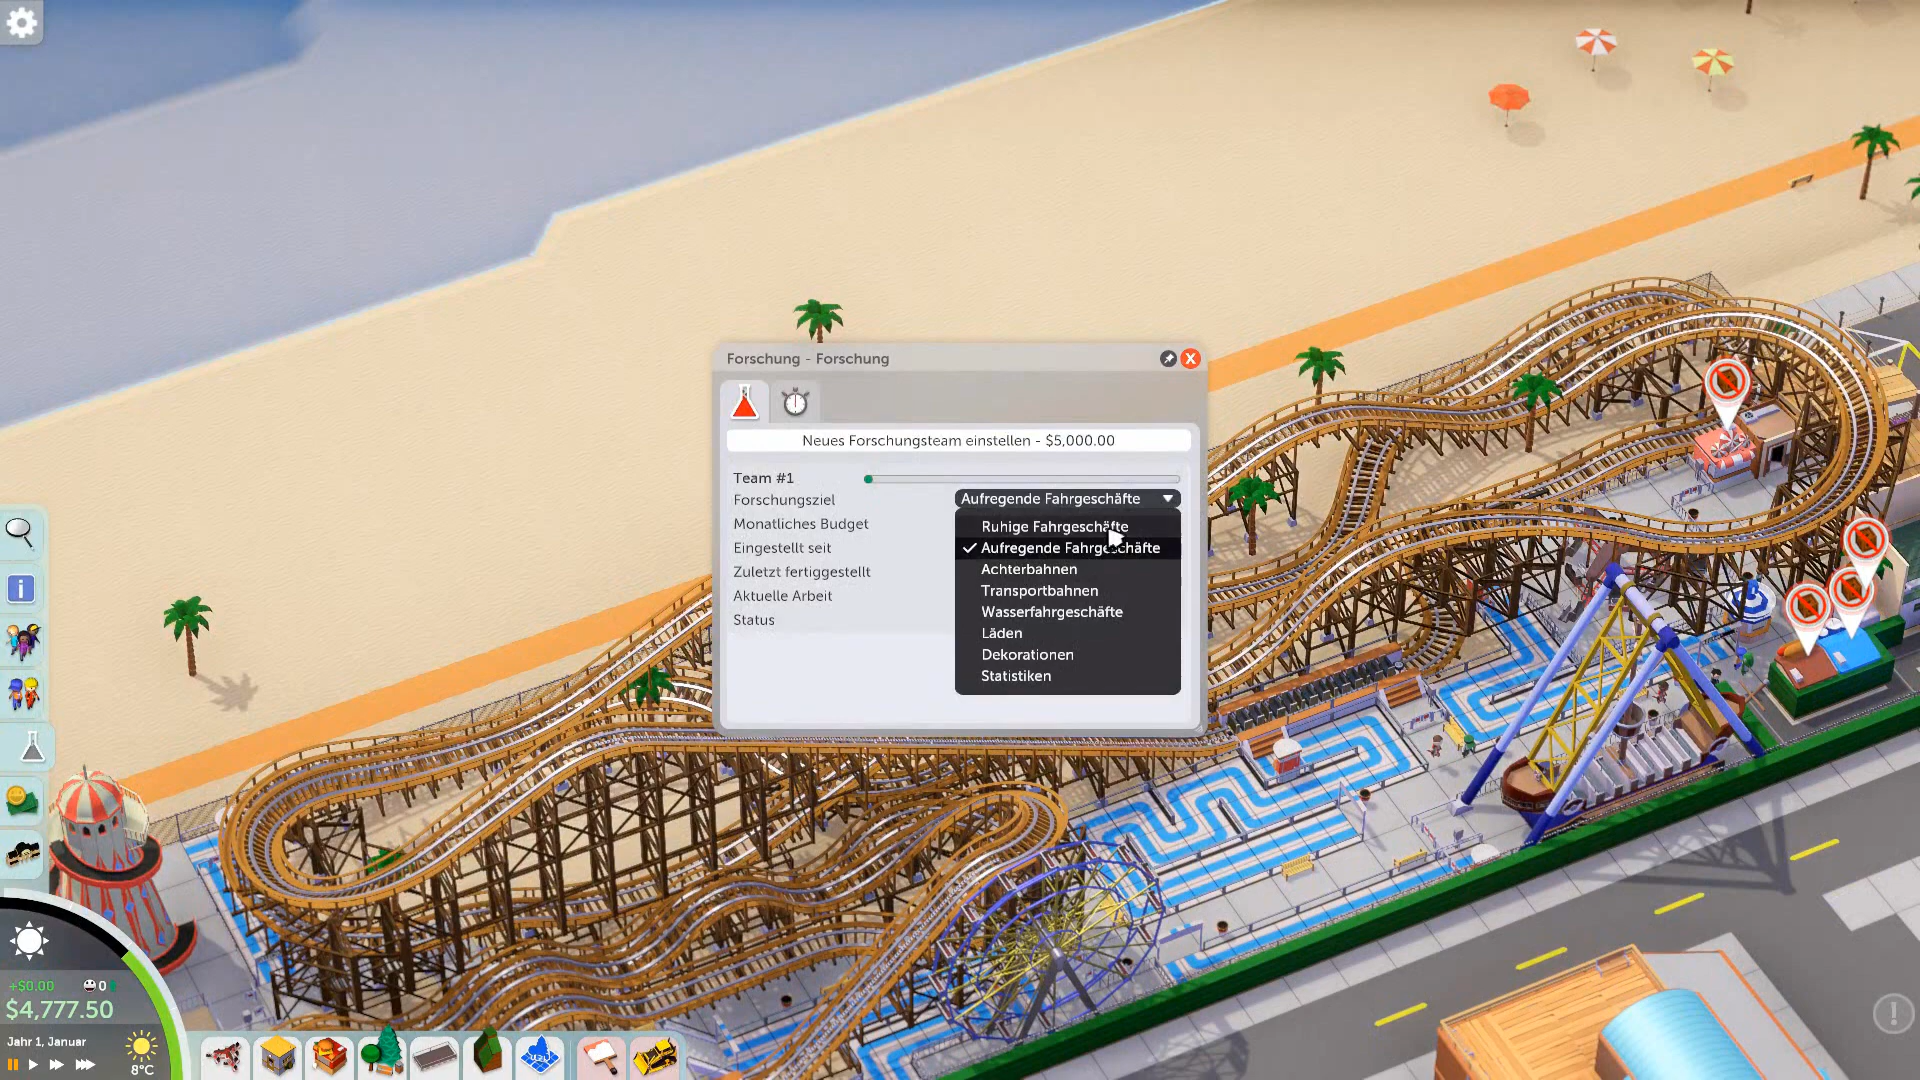 Forschung - Forschung
Neues Forschungsteam einstellen - $5,000.00
Team #1
Forschungsziel
Aufregende Fahrgeschäfte
Monatliches Budget
Eingestellt seit
Zuletzt fertiggestellt
Aktuelle Arbeit
Status
Ruhige Fahrgeschäfte
Aufregende Fahrgeschäfte
Achterbahnen
Transportbahnen
Wasserfahrgeschäfte
Läden
Dekorationen
Statistiken
+$0.00
0
$4,777.50
Jahr 1, Januar
8°C